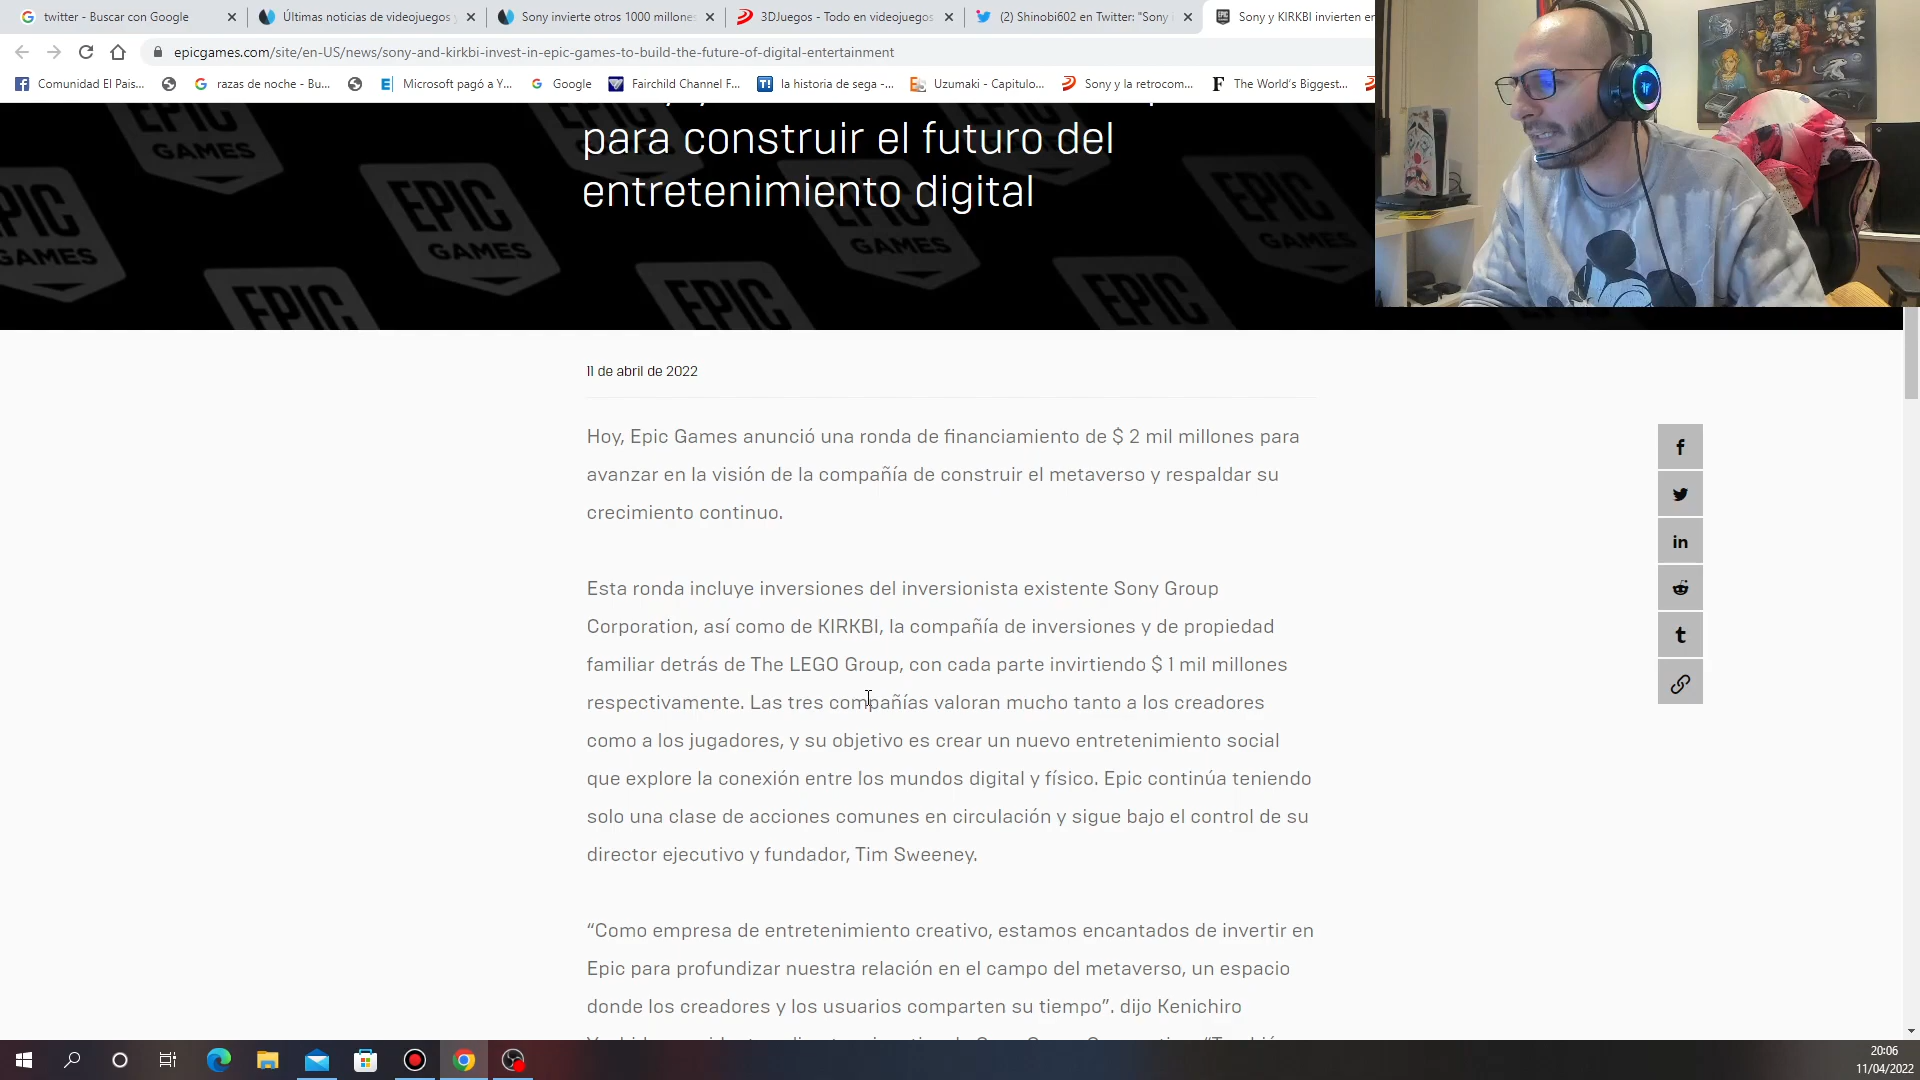 twitter - Buscar con Google
Últimas noticias de videojuegos y
Sony invierte otros 1000 millones
3DJuegos - Todo en videojuegos
(2) Shinobi602 en Twitter: "Sony
Sony y KIRKBI invierten en
epicgames.com/site/en-US/news/sony-and-kirkbi-invest-in-epic-games-to-build-the-future-of-digital-entertainment
Comunidad El Pais...
razas de noche - Bu...
Microsoft pagó a Y...
Google
Fairchild Channel F...
la historia de sega -...
Uzumaki - Capitulo...
Sony y la retrocom...
The World's Biggest...
para construir el futuro del
entretenimiento digital
EPIC GAMES
EPIC GAMES
EPIC GAMES
GAMES
GAMES
EPIC
EPIC
EPIC
11 de abril de 2022
Hoy, Epic Games anunció una ronda de financiamiento de $ 2 mil millones para
avanzar en la visión de la compañía de construir el metaverso y respaldar su
crecimiento continuo.
Esta ronda incluye inversiones del inversionista existente Sony Group
Corporation, así como de KIRKBI, la compañía de inversiones y de propiedad
familiar detrás de The LEGO Group, con cada parte invirtiendo $ 1 mil millones
respectivamente. Las tres compañías valoran mucho tanto a los creadores
como a los jugadores, y su objetivo es crear un nuevo entretenimiento social
que explore la conexión entre los mundos digital y físico. Epic continúa teniendo
solo una clase de acciones comunes en circulación y sigue bajo el control de su
director ejecutivo y fundador, Tim Sweeney.
“Como empresa de entretenimiento creativo, estamos encantados de invertir en
Epic para profundizar nuestra relación en el campo del metaverso, un espacio
donde los creadores y los usuarios comparten su tiempo”. dijo Kenichiro
20:06
11/04/2022